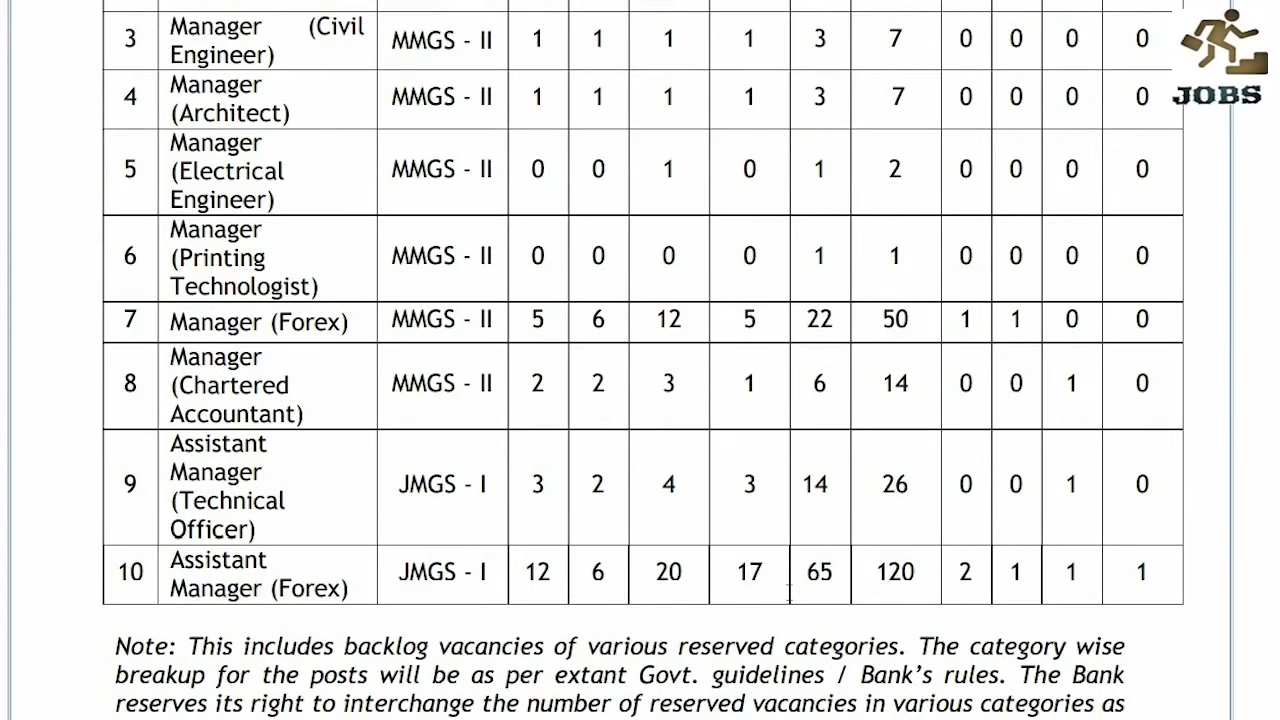 3 Manager (Civil Engineer) MMGS - II 1 1 1 1 3 7 0 0 0 0
4 Manager (Architect) MMGS - II 1 1 1 1 3 7 0 0 0 0
5 Manager (Electrical Engineer) MMGS - II 0 0 1 0 1 2 0 0 0 0
6 Manager (Printing Technologist) MMGS - II 0 0 0 0 1 1 0 0 0 0
7 Manager (Forex) MMGS - II 5 6 12 5 22 50 1 1 0 0
8 Manager (Chartered Accountant) MMGS - II 2 2 3 1 6 14 0 0 1 0
9 Assistant Manager (Technical Officer) JMGS - I 3 2 4 3 14 26 0 0 1 0
10 Assistant Manager (Forex) JMGS - I 12 6 20 17 65 120 2 1 1 1
JOBS
Note: This includes backlog vacancies of various reserved categories. The category wise
breakup for the posts will be as per extant Govt. guidelines / Bank’s rules. The Bank
reserves its right to interchange the number of reserved vacancies in various categories as